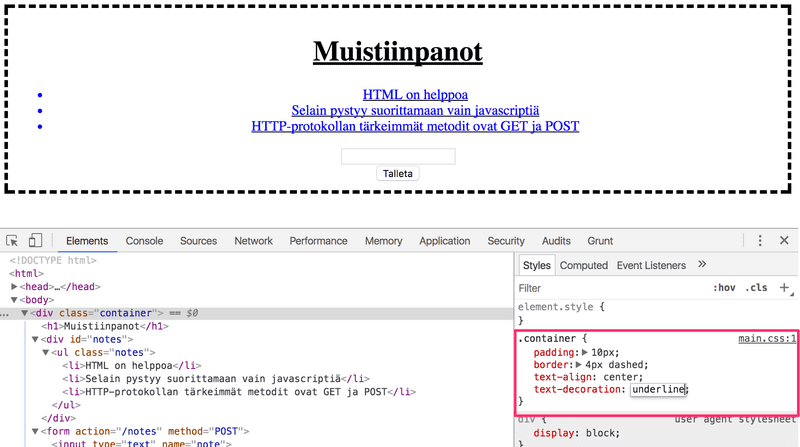 Muistiinpanot
HTML on helppoa
Selain pystyy suorittamaan vain javascriptiä
HTTP-protokollan tärkeimmät metodit ovat GET ja POST
Talleta
Elements Console Sources Network Performance Memory Application Security Audits Grunt
<!DOCTYPE html>
<html>
▶<head>…</head>
▼<body>
... ▼<div class="container"> == $0
<h1>Muistiinpanot</h1>
▼<div id="notes">
▼<ul class="notes">
<li>HTML on helppoa</li>
<li>Selain pystyy suorittamaan vain javascriptiä</li>
<li>HTTP-protokollan tärkeimmät metodit ovat GET ja POST</li>
</ul>
</div>
▼<form action="/notes" method="POST">
<input type="text" name="note">
Styles Computed Event Listeners »
Filter :hov .cls +
element.style {
}
.container { main.css:1
padding:▶ 10px;
border:▶ 4px dashed;
text-align: center;
text-decoration: underline;
}
div { user agent stylesheet
display: block;